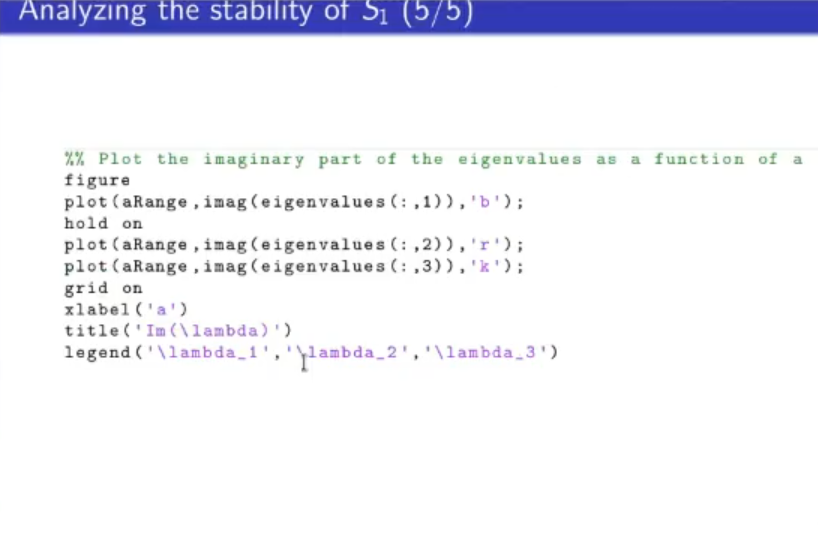 Analyzing the stability of S₁ (5/5)
%% Plot the imaginary part of the eigenvalues as a function of a
figure
plot(aRange,imag(eigenvalues(:,1)),'b');
hold on
plot(aRange,imag(eigenvalues(:,2)),'r');
plot(aRange,imag(eigenvalues(:,3)),'k');
grid on
xlabel('a')
title('Im(\lambda)')
legend('\lambda_1','\lambda_2','\lambda_3')